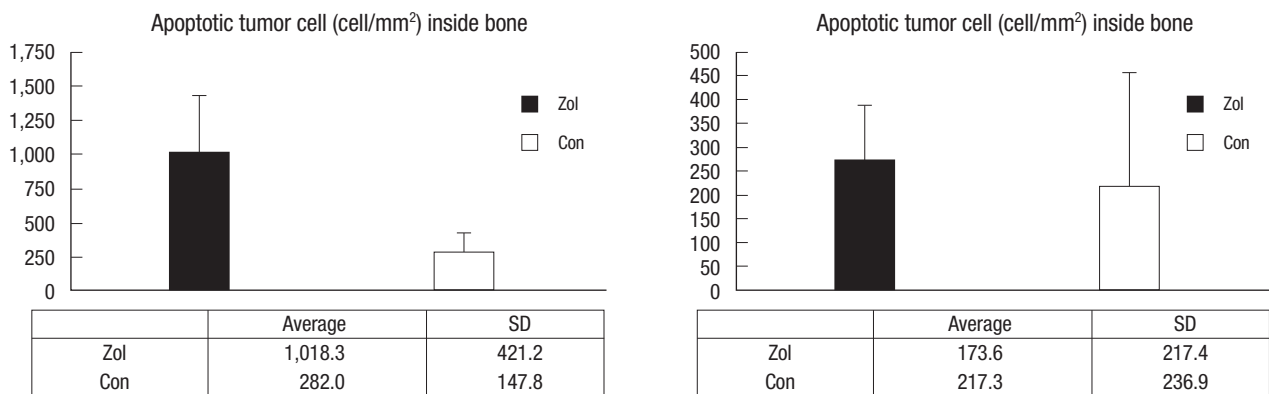 Apoptotic tumor cell (cell/mm²) inside bone
1,750
1,500
1,250
1,000
750
500
250
0
Zol
Con
Average SD
Zol 1,018.3 421.2
Con 282.0 147.8
Apoptotic tumor cell (cell/mm²) inside bone
500
450
400
350
300
250
200
150
100
50
0
Zol
Con
Average SD
Zol 173.6 217.4
Con 217.3 236.9